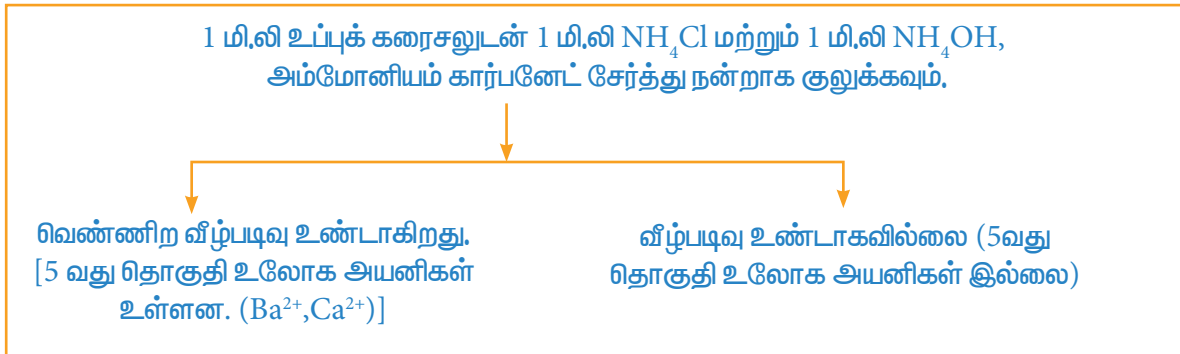 1 மி.லி உப்புக் கரைசலுடன் 1 மி.லி NH₄Cl மற்றும் 1 மி.லி NH₄OH,
அம்மோனியம் கார்பனேட் சேர்த்து நன்றாக குலுக்கவும்.
வெண்ணிற வீழ்படிவு உண்டாகிறது.
[5 வது தொகுதி உலோக அயனிகள்
உள்ளன. (Ba²⁺,Ca²⁺)]
வீழ்படிவு உண்டாகவில்லை (5வது
தொகுதி உலோக அயனிகள் இல்லை)